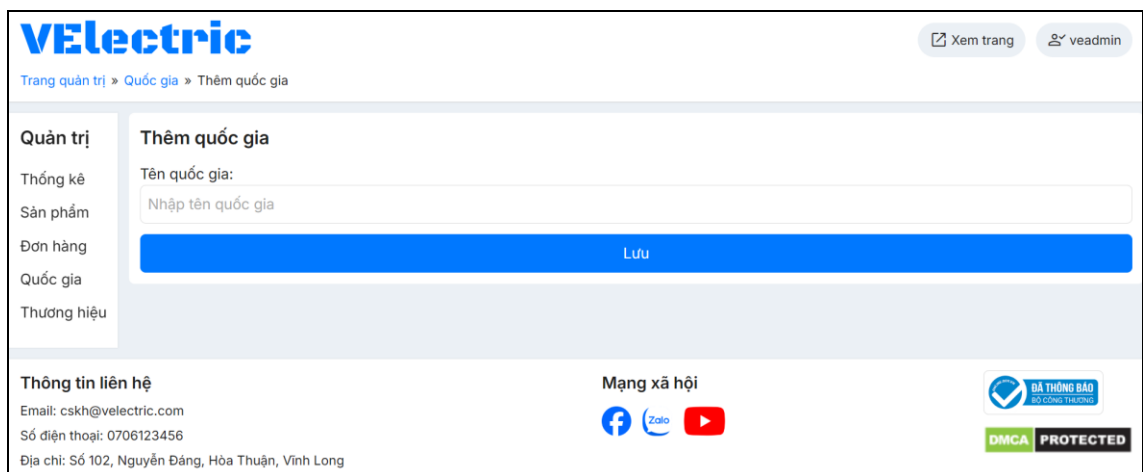 VElectric
Xem trang
veadmin
Trang quản trị » Quốc gia » Thêm quốc gia
Quản trị
Thống kê
Sản phẩm
Đơn hàng
Quốc gia
Thương hiệu
Thêm quốc gia
Tên quốc gia:
Nhập tên quốc gia
Lưu
Thông tin liên hệ
Email: cskh@velectric.com
Số điện thoại: 0706123456
Địa chỉ: Số 102, Nguyễn Đáng, Hòa Thuận, Vĩnh Long
Mạng xã hội
Zalo
ĐÃ THÔNG BÁO
BỘ CÔNG THƯƠNG
DMCA PROTECTED